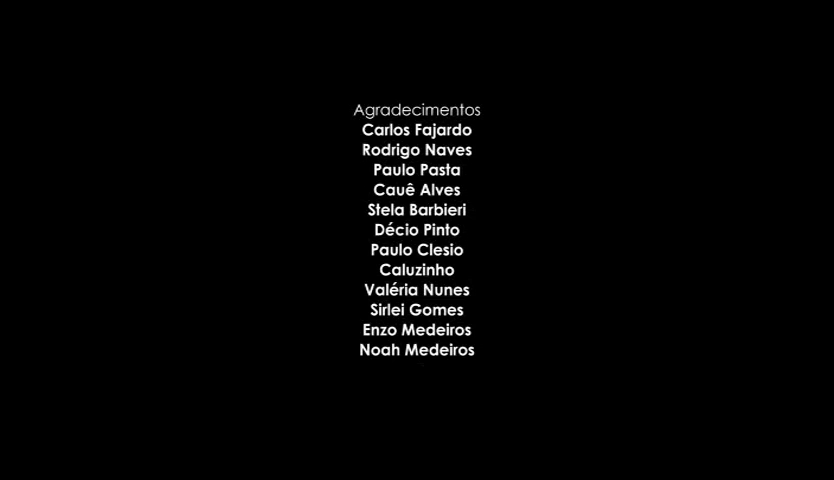 Agradecimentos
Carlos Fajardo
Rodrigo Naves
Paulo Pasta
Cauê Alves
Stela Barbieri
Décio Pinto
Paulo Clesio
Caluzinho
Valéria Nunes
Sirlei Gomes
Enzo Medeiros
Noah Medeiros